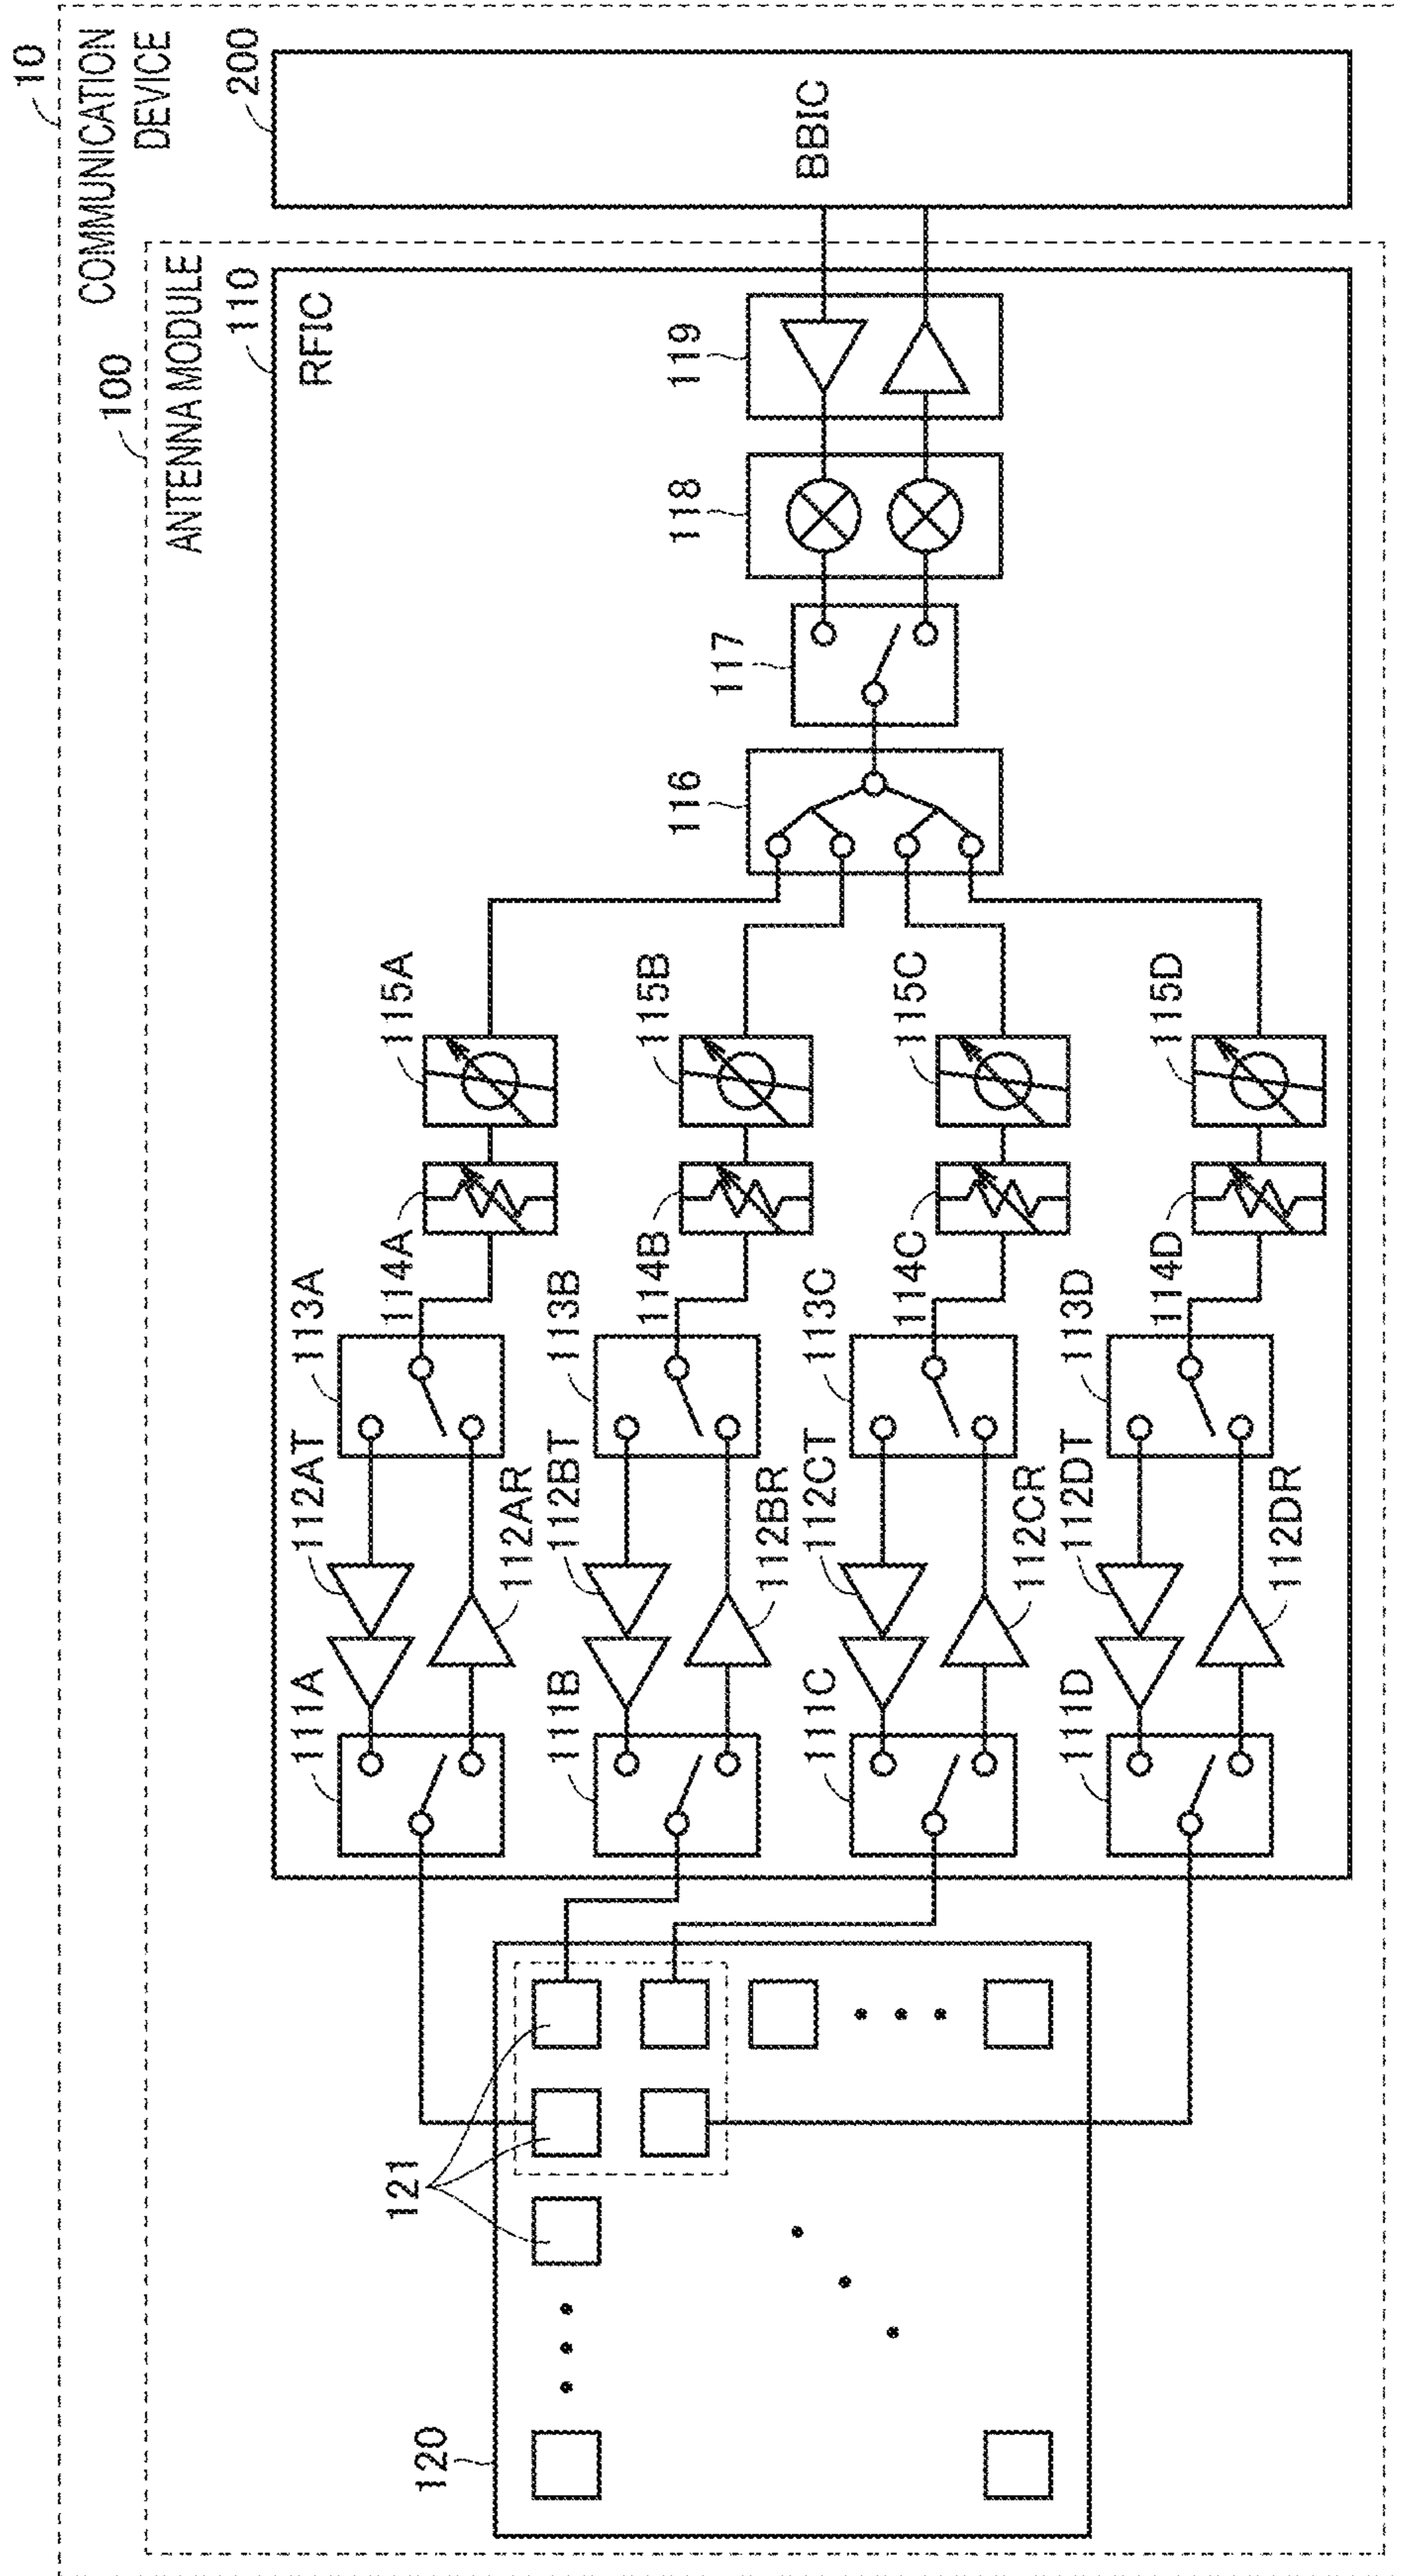 10
COMMUNICATION
DEVICE
100
ANTENNA MODULE
200
BBIC
110
RFIC
119
118
117
116
115A
115B
115C
115D
114A
114B
114C
114D
113A
113B
113C
113D
112AT
112BT
112CT
112DT
112AR
112BR
112CR
112DR
111A
111B
111C
111D
121
120